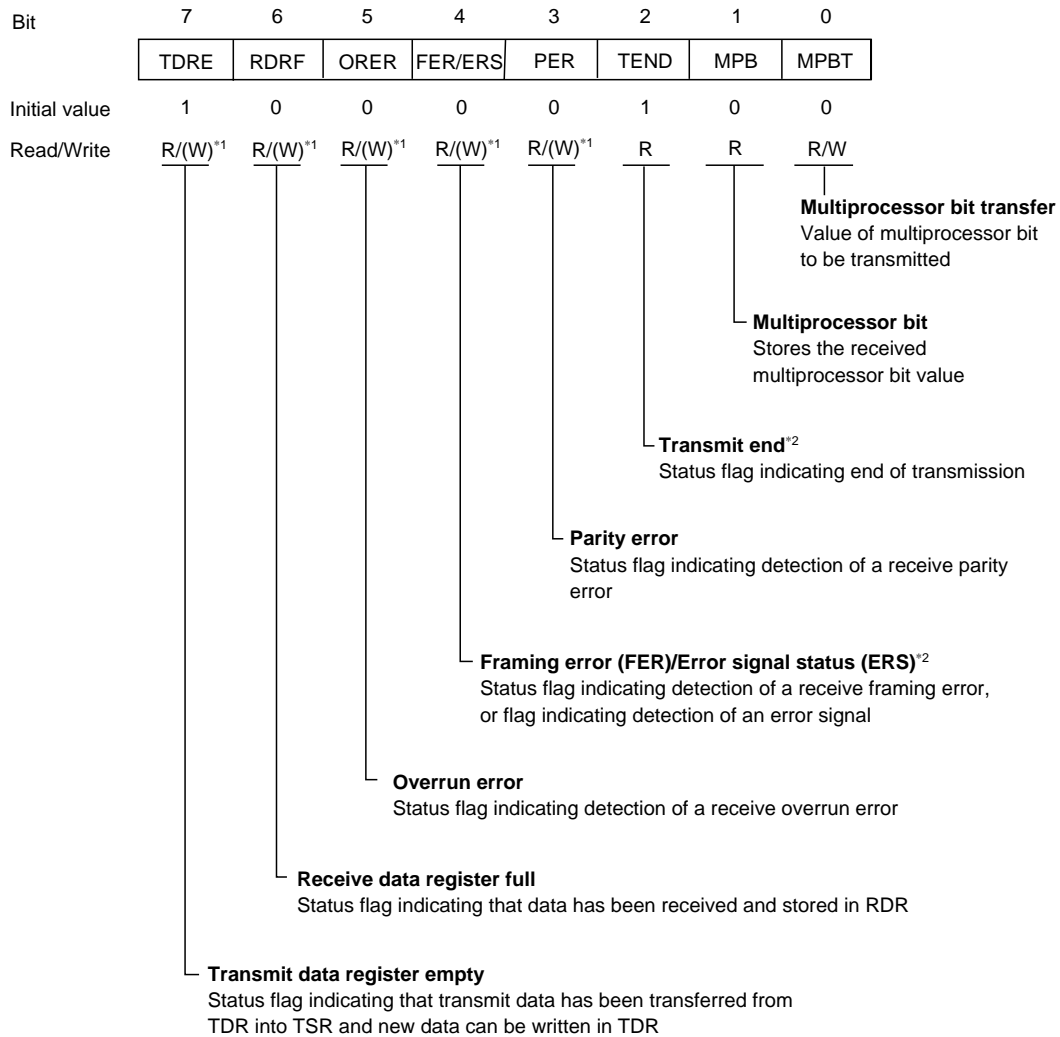 Bit 7 6 5 4 3 2 1 0
TDRE RDRF ORER FER/ERS PER TEND MPB MPBT
Initial value 1 0 0 0 0 1 0 0
Read/Write R/(W)*1 R/(W)*1 R/(W)*1 R/(W)*1 R/(W)*1 R R R/W
Multiprocessor bit transfer
Value of multiprocessor bit
to be transmitted
Multiprocessor bit
Stores the received
multiprocessor bit value
Transmit end*2
Status flag indicating end of transmission
Parity error
Status flag indicating detection of a receive parity
error
Framing error (FER)/Error signal status (ERS)*2
Status flag indicating detection of a receive framing error,
or flag indicating detection of an error signal
Overrun error
Status flag indicating detection of a receive overrun error
Receive data register full
Status flag indicating that data has been received and stored in RDR
Transmit data register empty
Status flag indicating that transmit data has been transferred from
TDR into TSR and new data can be written in TDR